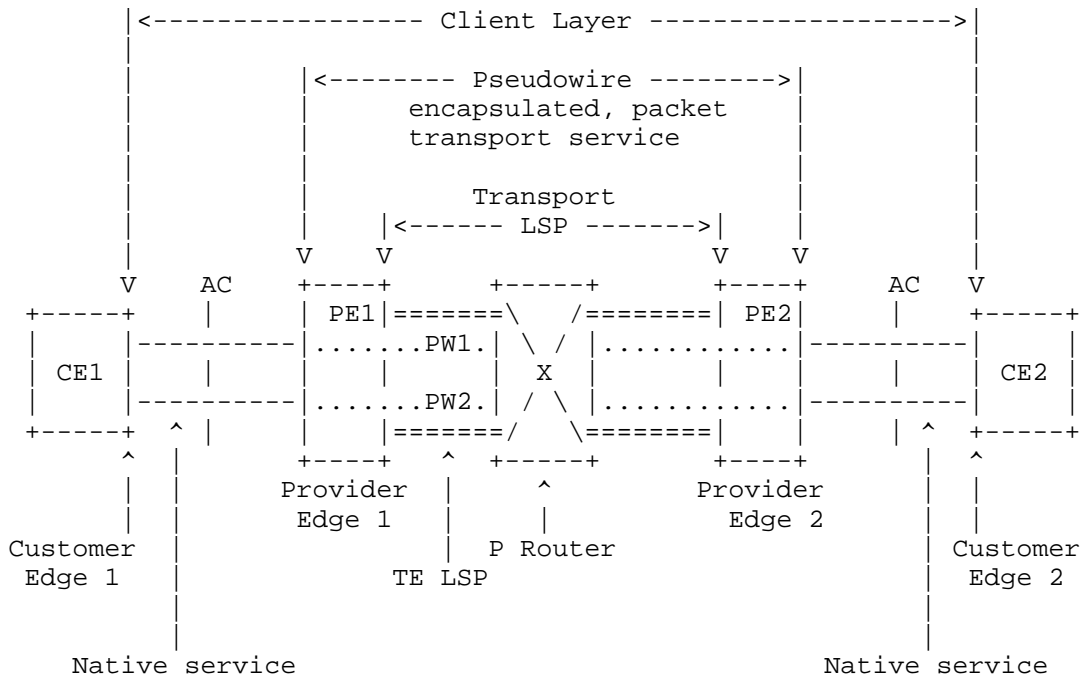 |<--------------- Client Layer ------------------->|
|<-------- Pseudowire -------->|
encapsulated, packet
transport service
Transport
|<------ LSP ------->|
V V V V
V AC +----+ +-----+ +----+ AC V
+-----+ | | PE1|=======\ /========| PE2| | +-----+
| |----------|.......PW1.| \ / |............|----------| |
| CE1 | | | | | X | | | | | CE2 |
| |----------|.......PW2.| / \ |............|----------| |
+-----+ ^ | | |=======/ \========| | | ^ +-----+
^ | +----+ ^ +-----+ +----+ | ^
| | Provider | ^ Provider | |
| | Edge 1 | | Edge 2 | |
Customer | | P Router | Customer
Edge 1 | TE LSP | Edge 2
Native service Native service